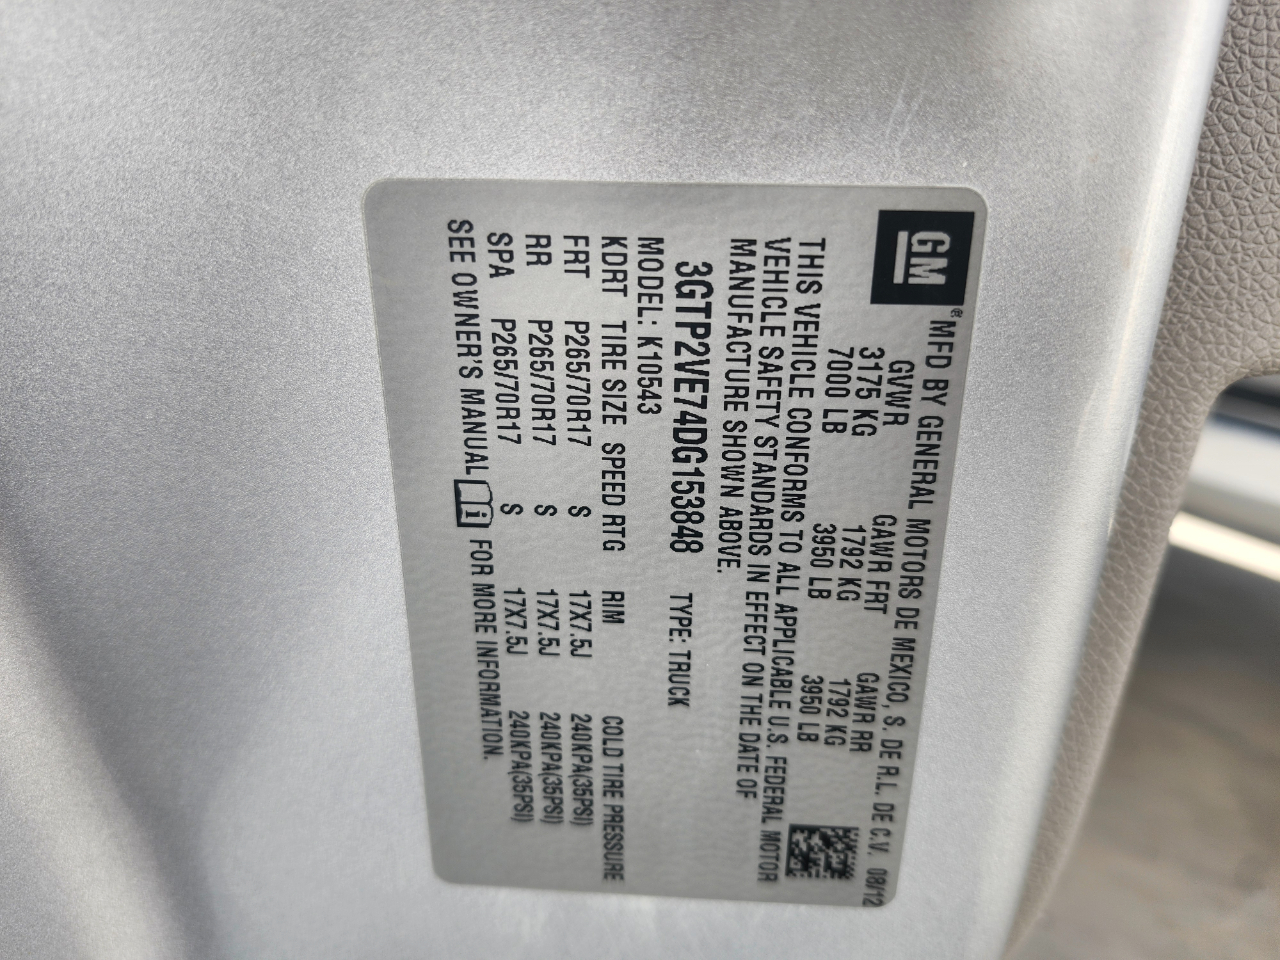 GM
® MFD BY GENERAL MOTORS DE MEXICO, S. DE R.L. DE C.V. 08/12
GVWR GAWR FRT GAWR RR
3175 KG 1792 KG 1792 KG
7000 LB 3950 LB 3950 LB
THIS VEHICLE CONFORMS TO ALL APPLICABLE U.S. FEDERAL MOTOR
VEHICLE SAFETY STANDARDS IN EFFECT ON THE DATE OF
MANUFACTURE SHOWN ABOVE.
3GTP2VE74DG153848 TYPE: TRUCK
MODEL: K10543
KDRT TIRE SIZE SPEED RTG RIM COLD TIRE PRESSURE
FRT P265/70R17 S 17X7.5J 240KPA(35PSI)
RR P265/70R17 S 17X7.5J 240KPA(35PSI)
SPA P265/70R17 S 17X7.5J 240KPA(35PSI)
SEE OWNER'S MANUAL i FOR MORE INFORMATION.